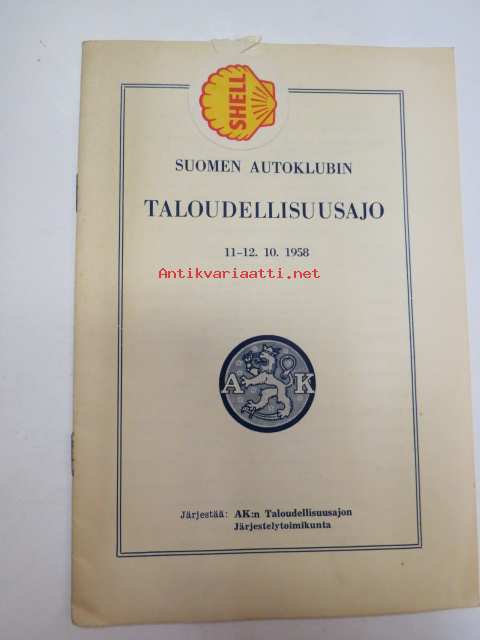 SHELL
SUOMEN AUTOKLUBIN
TALOUDELLISUUSAJO
11–12. 10. 1958
Antikvariaatti.net
A K
Järjestää: AK:n Taloudellisuusajon
Järjestelytoimikunta